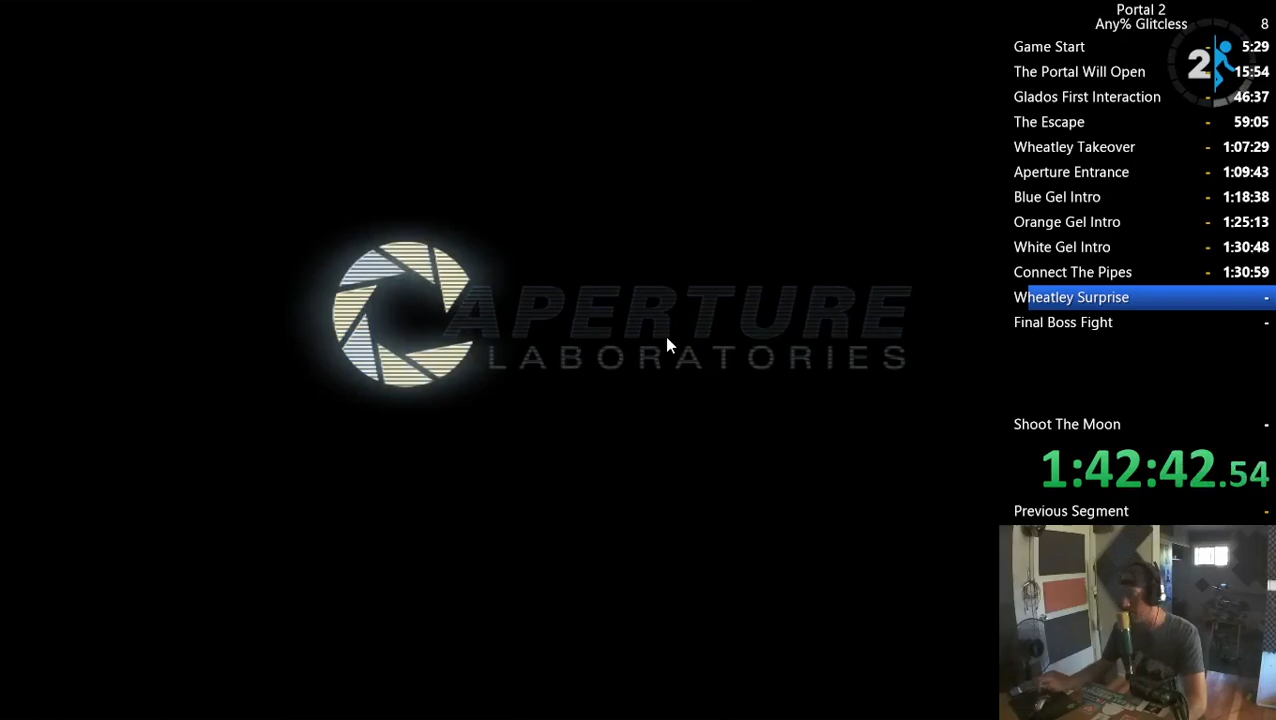 Portal 2
Any% Glitcless 8
Game Start - 5:29
The Portal Will Open - 15:54
Glados First Interaction - 46:37
The Escape - 59:05
Wheatley Takeover - 1:07:29
Aperture Entrance - 1:09:43
Blue Gel Intro - 1:18:38
Orange Gel Intro - 1:25:13
White Gel Intro - 1:30:48
Connect The Pipes - 1:30:59
Wheatley Surprise -
Final Boss Fight -
Shoot The Moon -
1:42:42.54
Previous Segment -
2
APERTURE
LABORATORIES